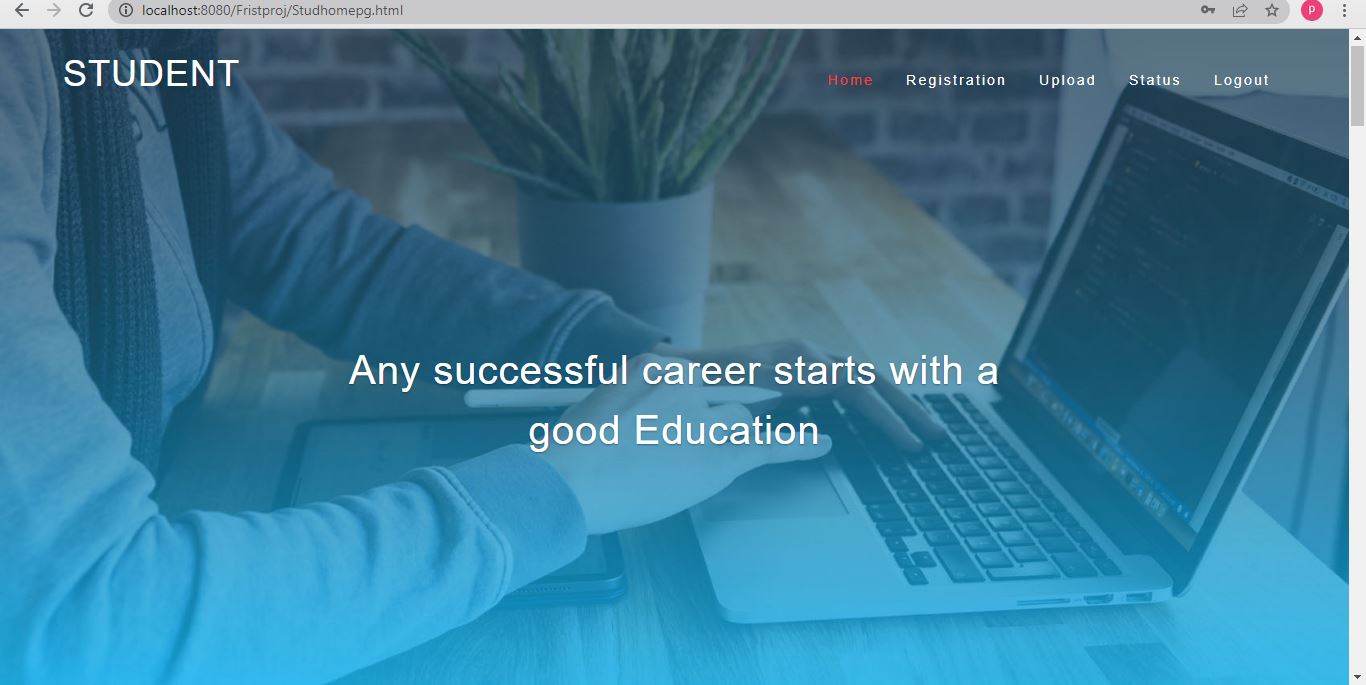 localhost:8080/Fristproj/Studhomepg.html
P
STUDENT
Home Registration Upload Status Logout
Any successful career starts with a
good Education